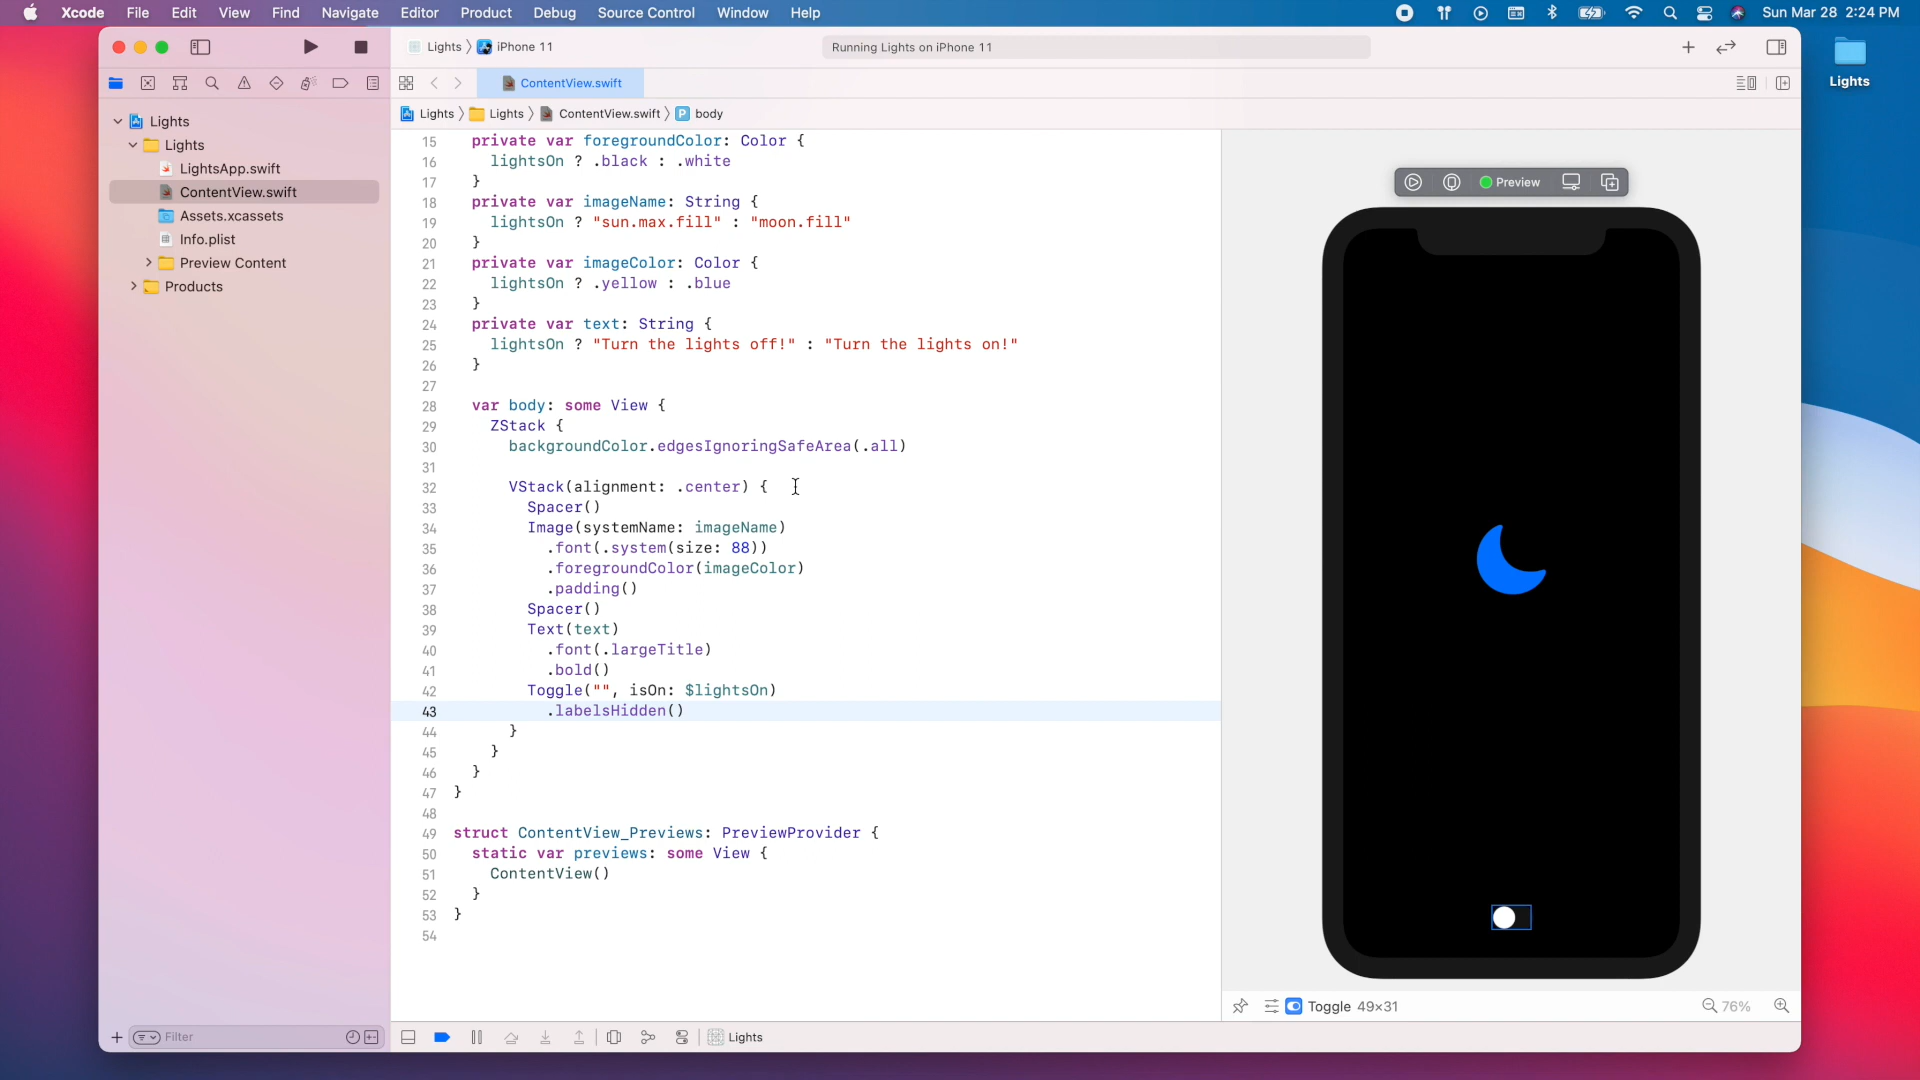 Xcode File Edit View Find Navigate Editor Product Debug Source Control Window Help Sun Mar 28 2:24 PM
Lights iPhone 11 Running Lights on iPhone 11
ContentView.swift
Lights Lights ContentView.swift P body
Lights
Lights
LightsApp.swift
ContentView.swift
Assets.xcassets
Info.plist
Preview Content
Products
15 private var foregroundColor: Color {
16 lightsOn ? .black : .white
17 }
18 private var imageName: String {
19 lightsOn ? "sun.max.fill" : "moon.fill"
20 }
21 private var imageColor: Color {
22 lightsOn ? .yellow : .blue
23 }
24 private var text: String {
25 lightsOn ? "Turn the lights off!" : "Turn the lights on!"
26 }
27
28 var body: some View {
29 ZStack {
30 backgroundColor.edgesIgnoringSafeArea(.all)
31
32 VStack(alignment: .center) {
33 Spacer()
34 Image(systemName: imageName)
35 .font(.system(size: 88))
36 .foregroundColor(imageColor)
37 .padding()
38 Spacer()
39 Text(text)
40 .font(.largeTitle)
41 .bold()
42 Toggle("", isOn: $lightsOn)
43 .labelsHidden()
44 }
45 }
46 }
47 }
48
49 struct ContentView_Previews: PreviewProvider {
50 static var previews: some View {
51 ContentView()
52 }
53 }
54
Preview
Toggle 49×31 76%
Filter
Lights
Lights